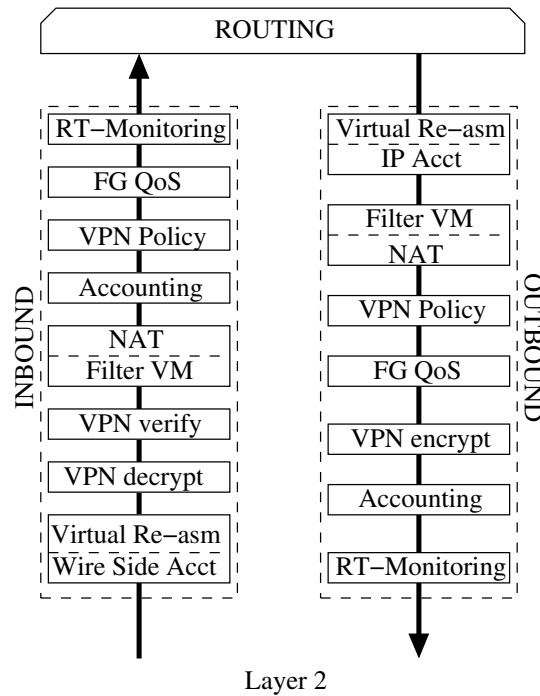 ROUTING
INBOUND
RT−Monitoring
FG QoS
VPN Policy
Accounting
NAT
Filter VM
VPN verify
VPN decrypt
Virtual Re−asm
Wire Side Acct
Virtual Re−asm
IP Acct
Filter VM
NAT
VPN Policy
FG QoS
VPN encrypt
Accounting
RT−Monitoring
OUTBOUND
Layer 2